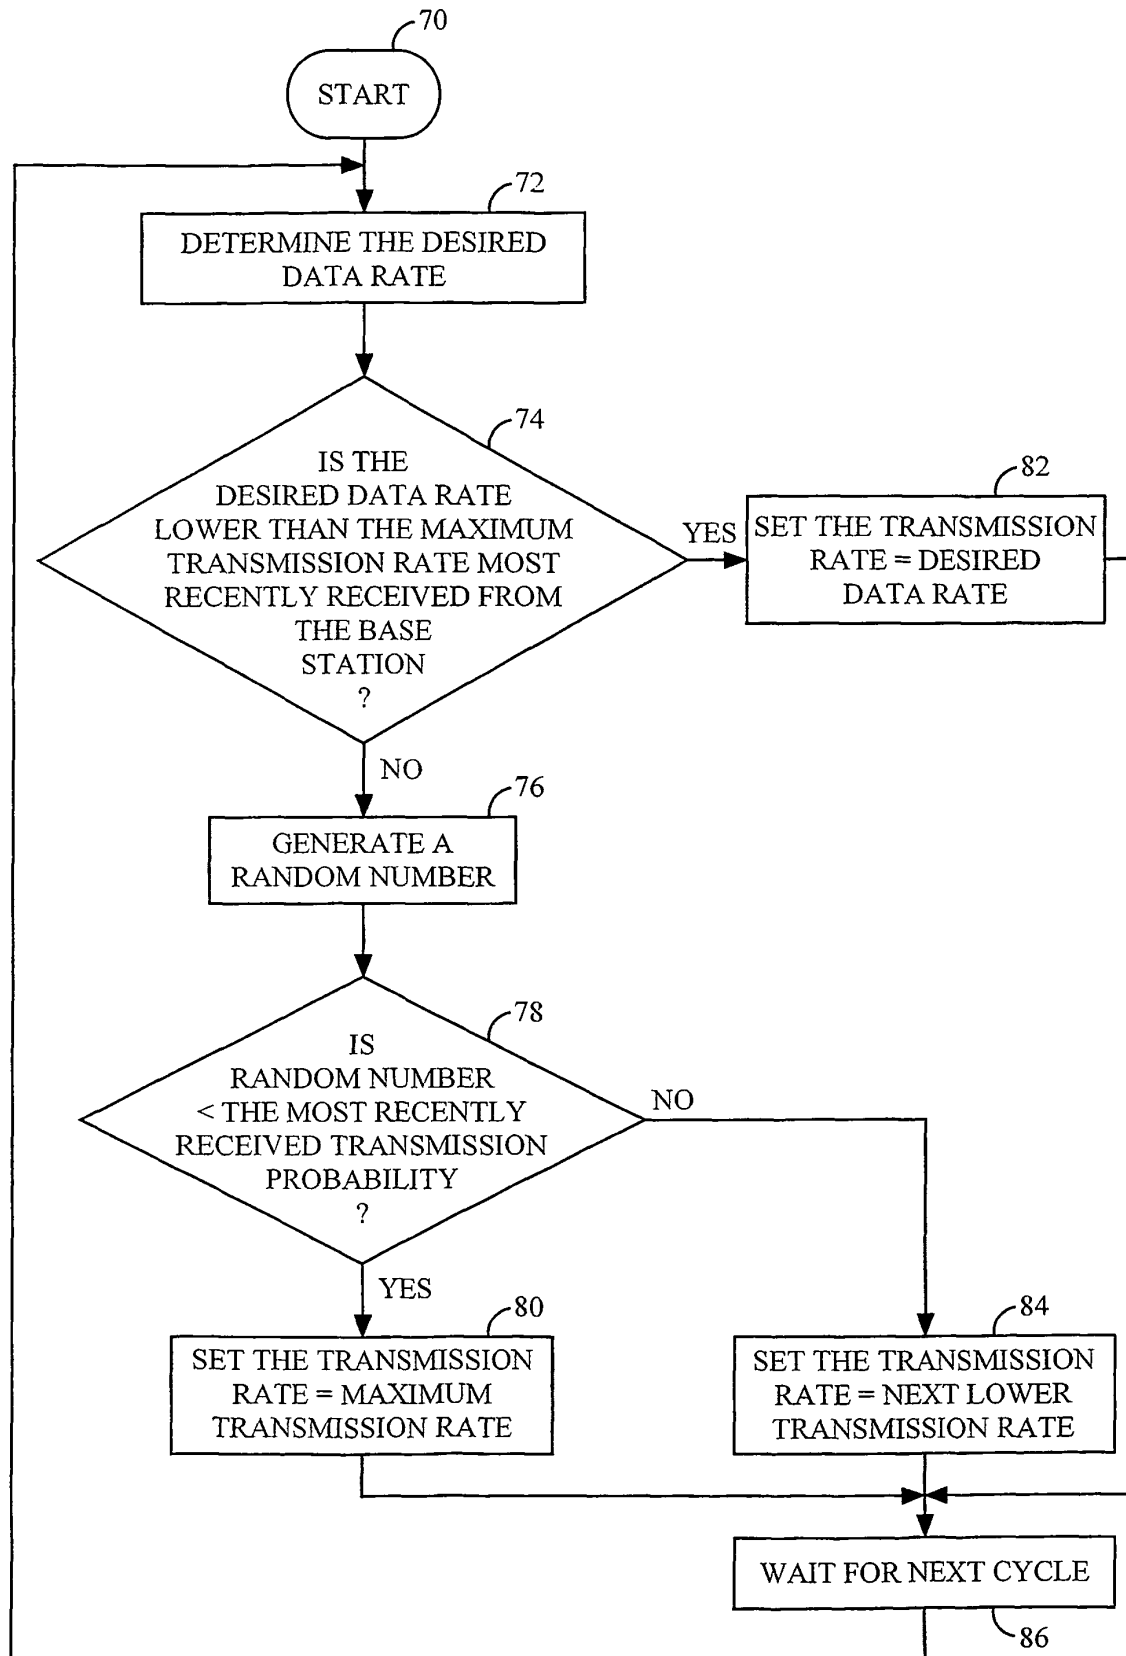 70
START
72
DETERMINE THE DESIRED
DATA RATE
74
IS THE
DESIRED DATA RATE
LOWER THAN THE MAXIMUM
TRANSMISSION RATE MOST
RECENTLY RECEIVED FROM
THE BASE
STATION
?
YES
82
SET THE TRANSMISSION
RATE = DESIRED
DATA RATE
NO
76
GENERATE A
RANDOM NUMBER
78
IS
RANDOM NUMBER
< THE MOST RECENTLY
RECEIVED TRANSMISSION
PROBABILITY
?
NO
YES
80
SET THE TRANSMISSION
RATE = MAXIMUM
TRANSMISSION RATE
84
SET THE TRANSMISSION
RATE = NEXT LOWER
TRANSMISSION RATE
WAIT FOR NEXT CYCLE
86